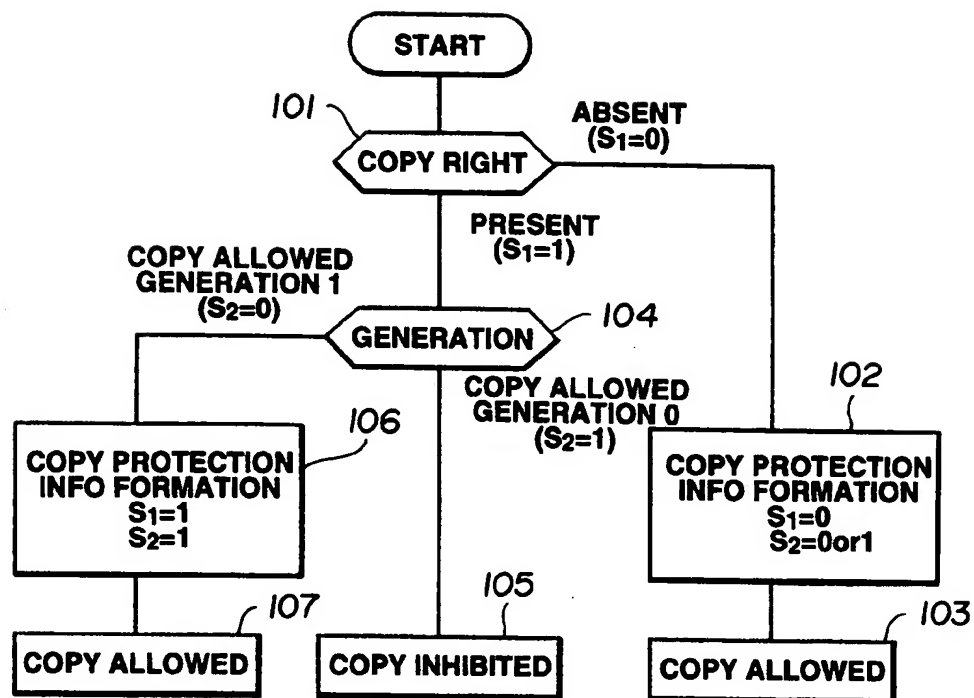 START
101
COPY RIGHT
ABSENT
(S1=0)
PRESENT
(S1=1)
COPY ALLOWED
GENERATION 1
(S2=0)
GENERATION
104
COPY ALLOWED
GENERATION 0
(S2=1)
106
COPY PROTECTION
INFO FORMATION
S1=1
S2=1
102
COPY PROTECTION
INFO FORMATION
S1=0
S2=0or1
107
COPY ALLOWED
105
COPY INHIBITED
103
COPY ALLOWED